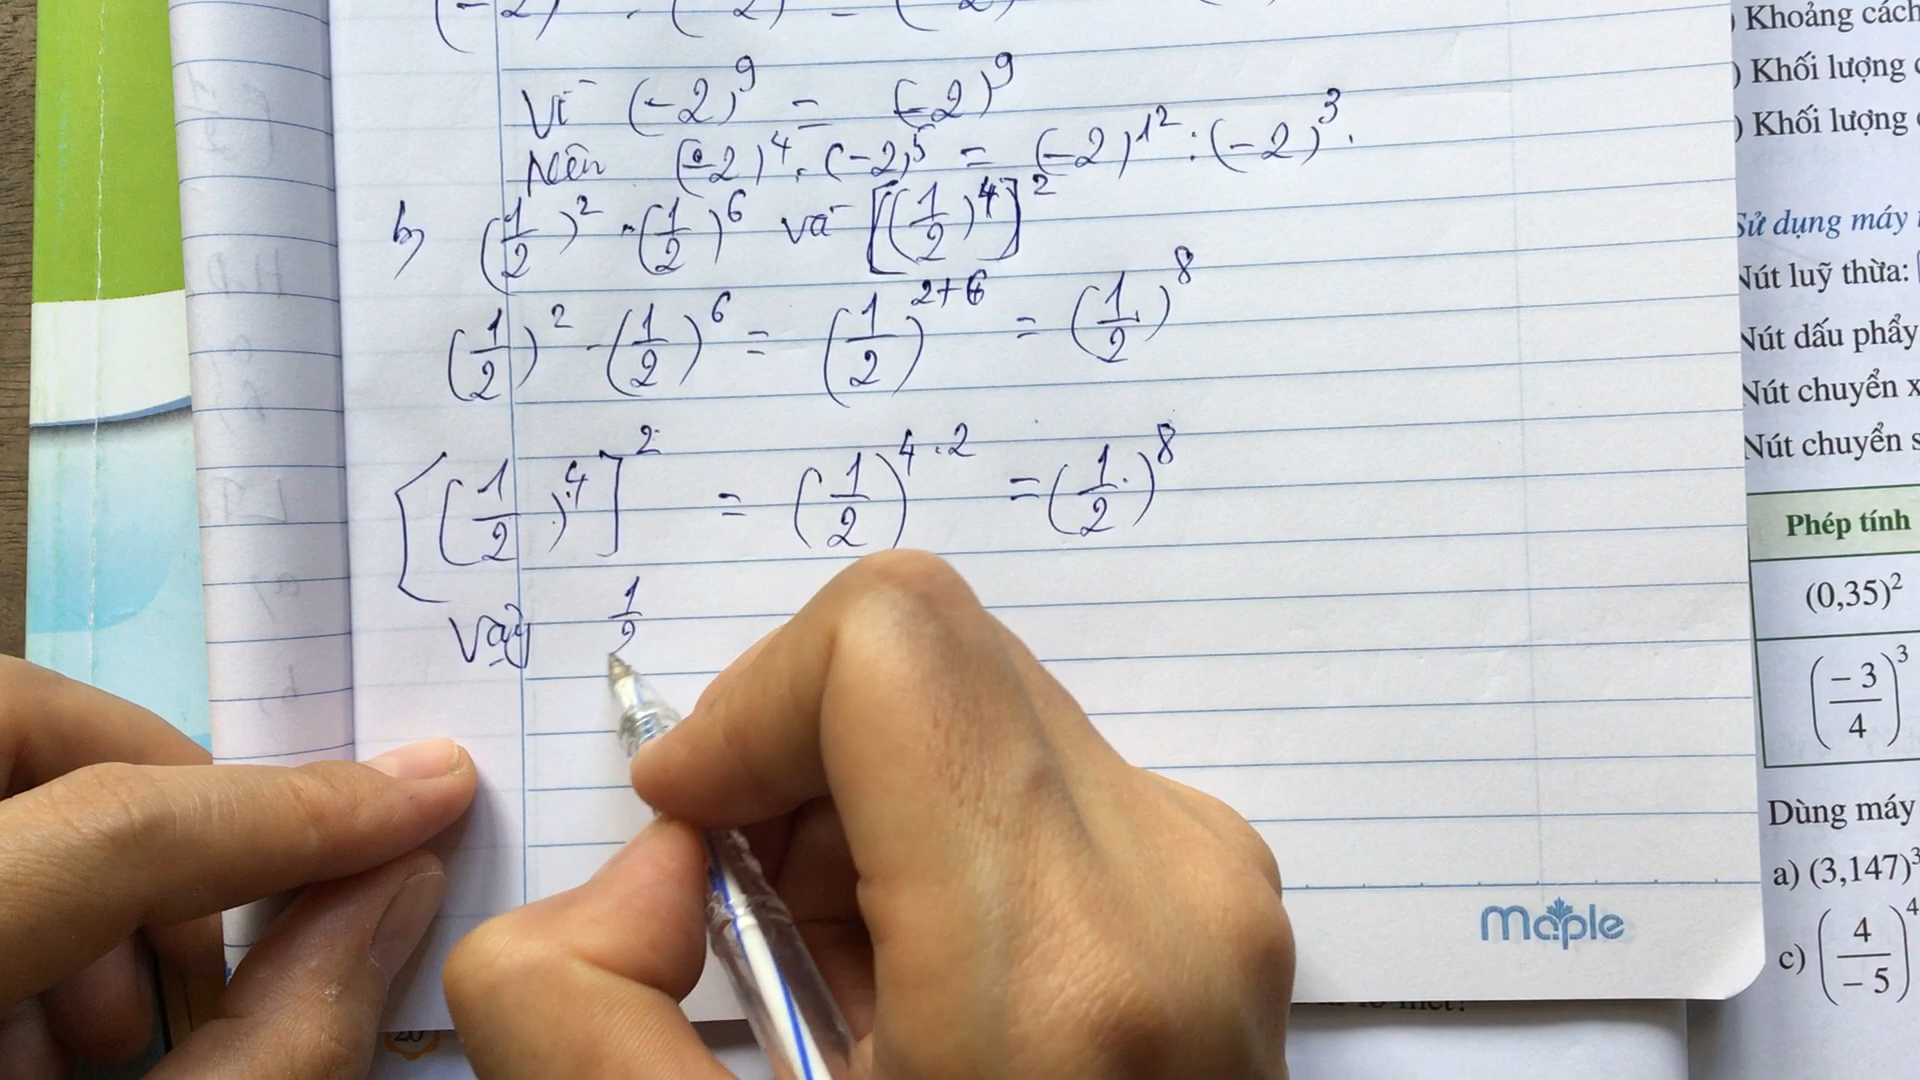 Vì (-2)^9 = (-2)^9
Nên (-2)^4 . (-2)^5 = (-2)^12 : (-2)^3.
b) (1/2)^2 . (1/2)^6 và [(1/2)^4]^2
(1/2)^2 . (1/2)^6 = (1/2)^2+6 = (1/2)^8
[(1/2)^4]^2 = (1/2)^4.2 = (1/2)^8
Vậy 1/2
maple
20
) Khoảng cách
) Khối lượng
) Khối lượng
Sử dụng máy
Nút luỹ thừa:
Nút dấu phẩy
Nút chuyển
Nút chuyển
Phép tính
(0,35)^2
(-3/4)^3
Dùng máy
a) (3,147)^3
c) (4/-5)^4